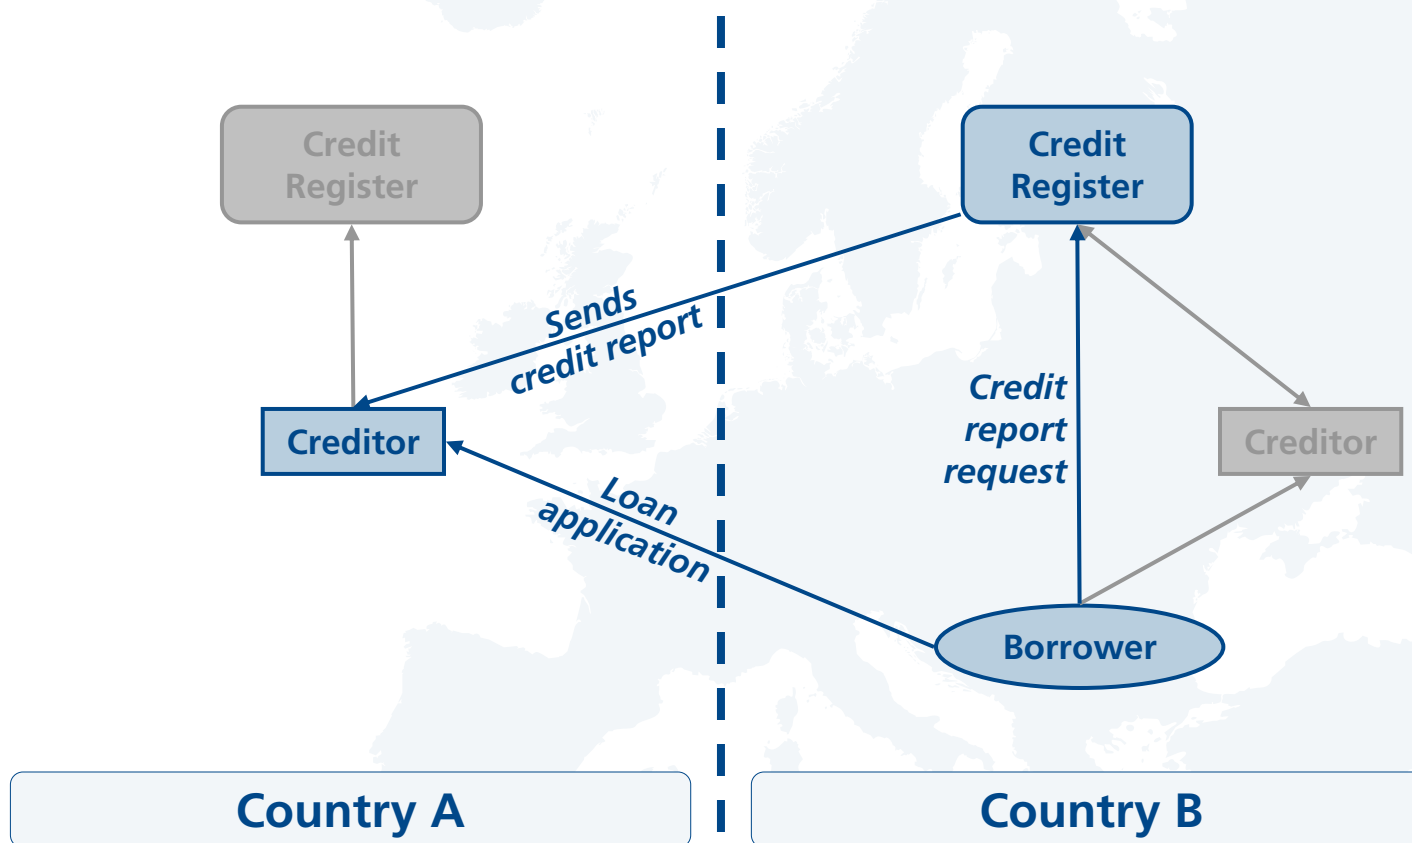 Credit
Register
Credit
Register
Sends
credit report
Creditor
Credit
report
request
Creditor
Loan
application
Borrower
Country A
Country B